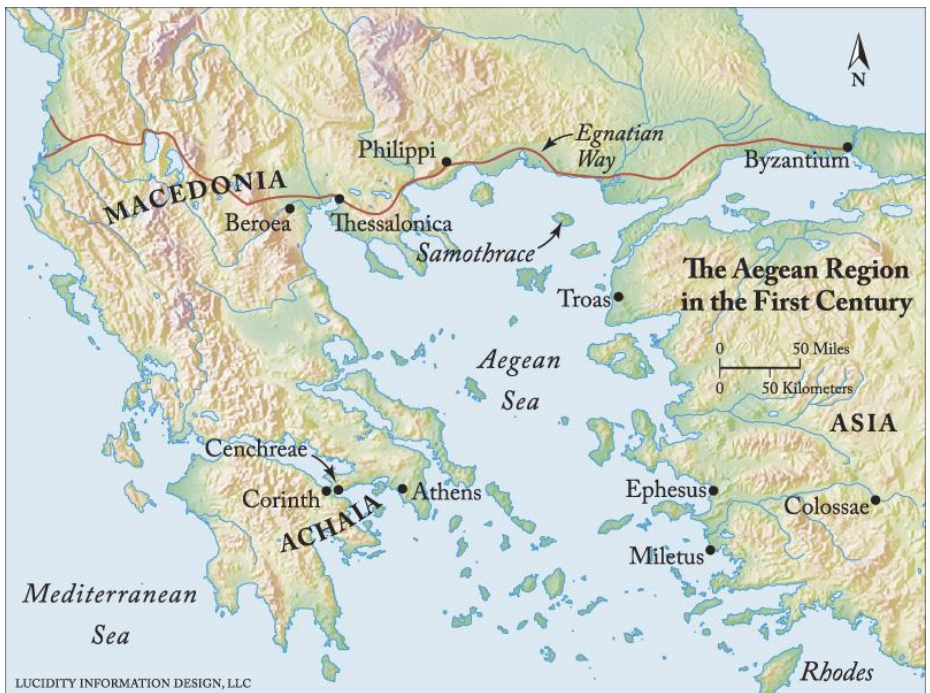 N
Egnatian
Way
Philippi
Byzantium
MACEDONIA
Beroea
Thessalonica
Samothrace
The Aegean Region
in the First Century
Troas
0 50 Miles
0 50 Kilometers
Aegean
Sea
ASIA
Cenchreae
Corinth
Athens
ACHAIA
Ephesus
Colossae
Miletus
Mediterranean
Sea
Rhodes
LUCIDITY INFORMATION DESIGN, LLC